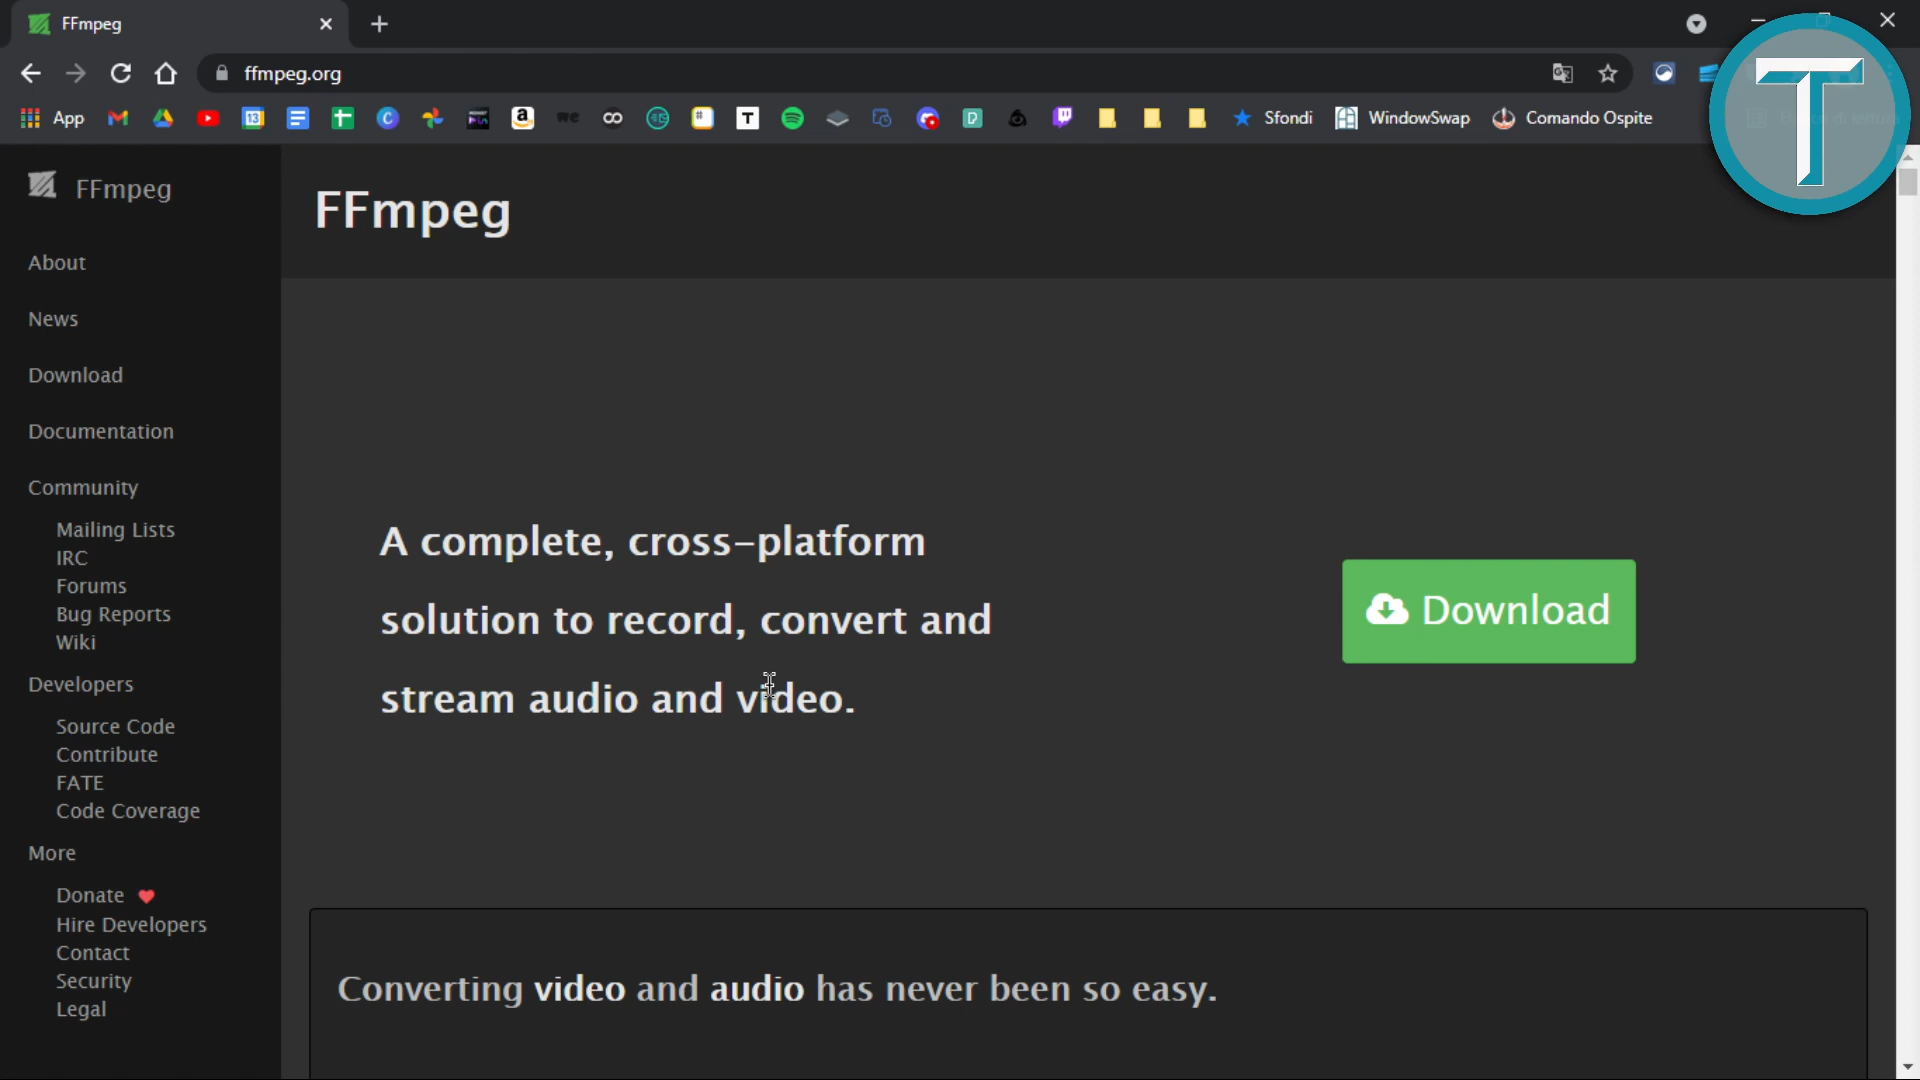 FFmpeg
ffmpeg.org
App
Sfondi
WindowSwap
Comando Ospite
T
FFmpeg
About
News
Download
Documentation
Community
Mailing Lists
IRC
Forums
Bug Reports
Wiki
Developers
Source Code
Contribute
FATE
Code Coverage
More
Donate
Hire Developers
Contact
Security
Legal
FFmpeg
A complete, cross-platform
solution to record, convert and
stream audio and video.
Download
Converting video and audio has never been so easy.